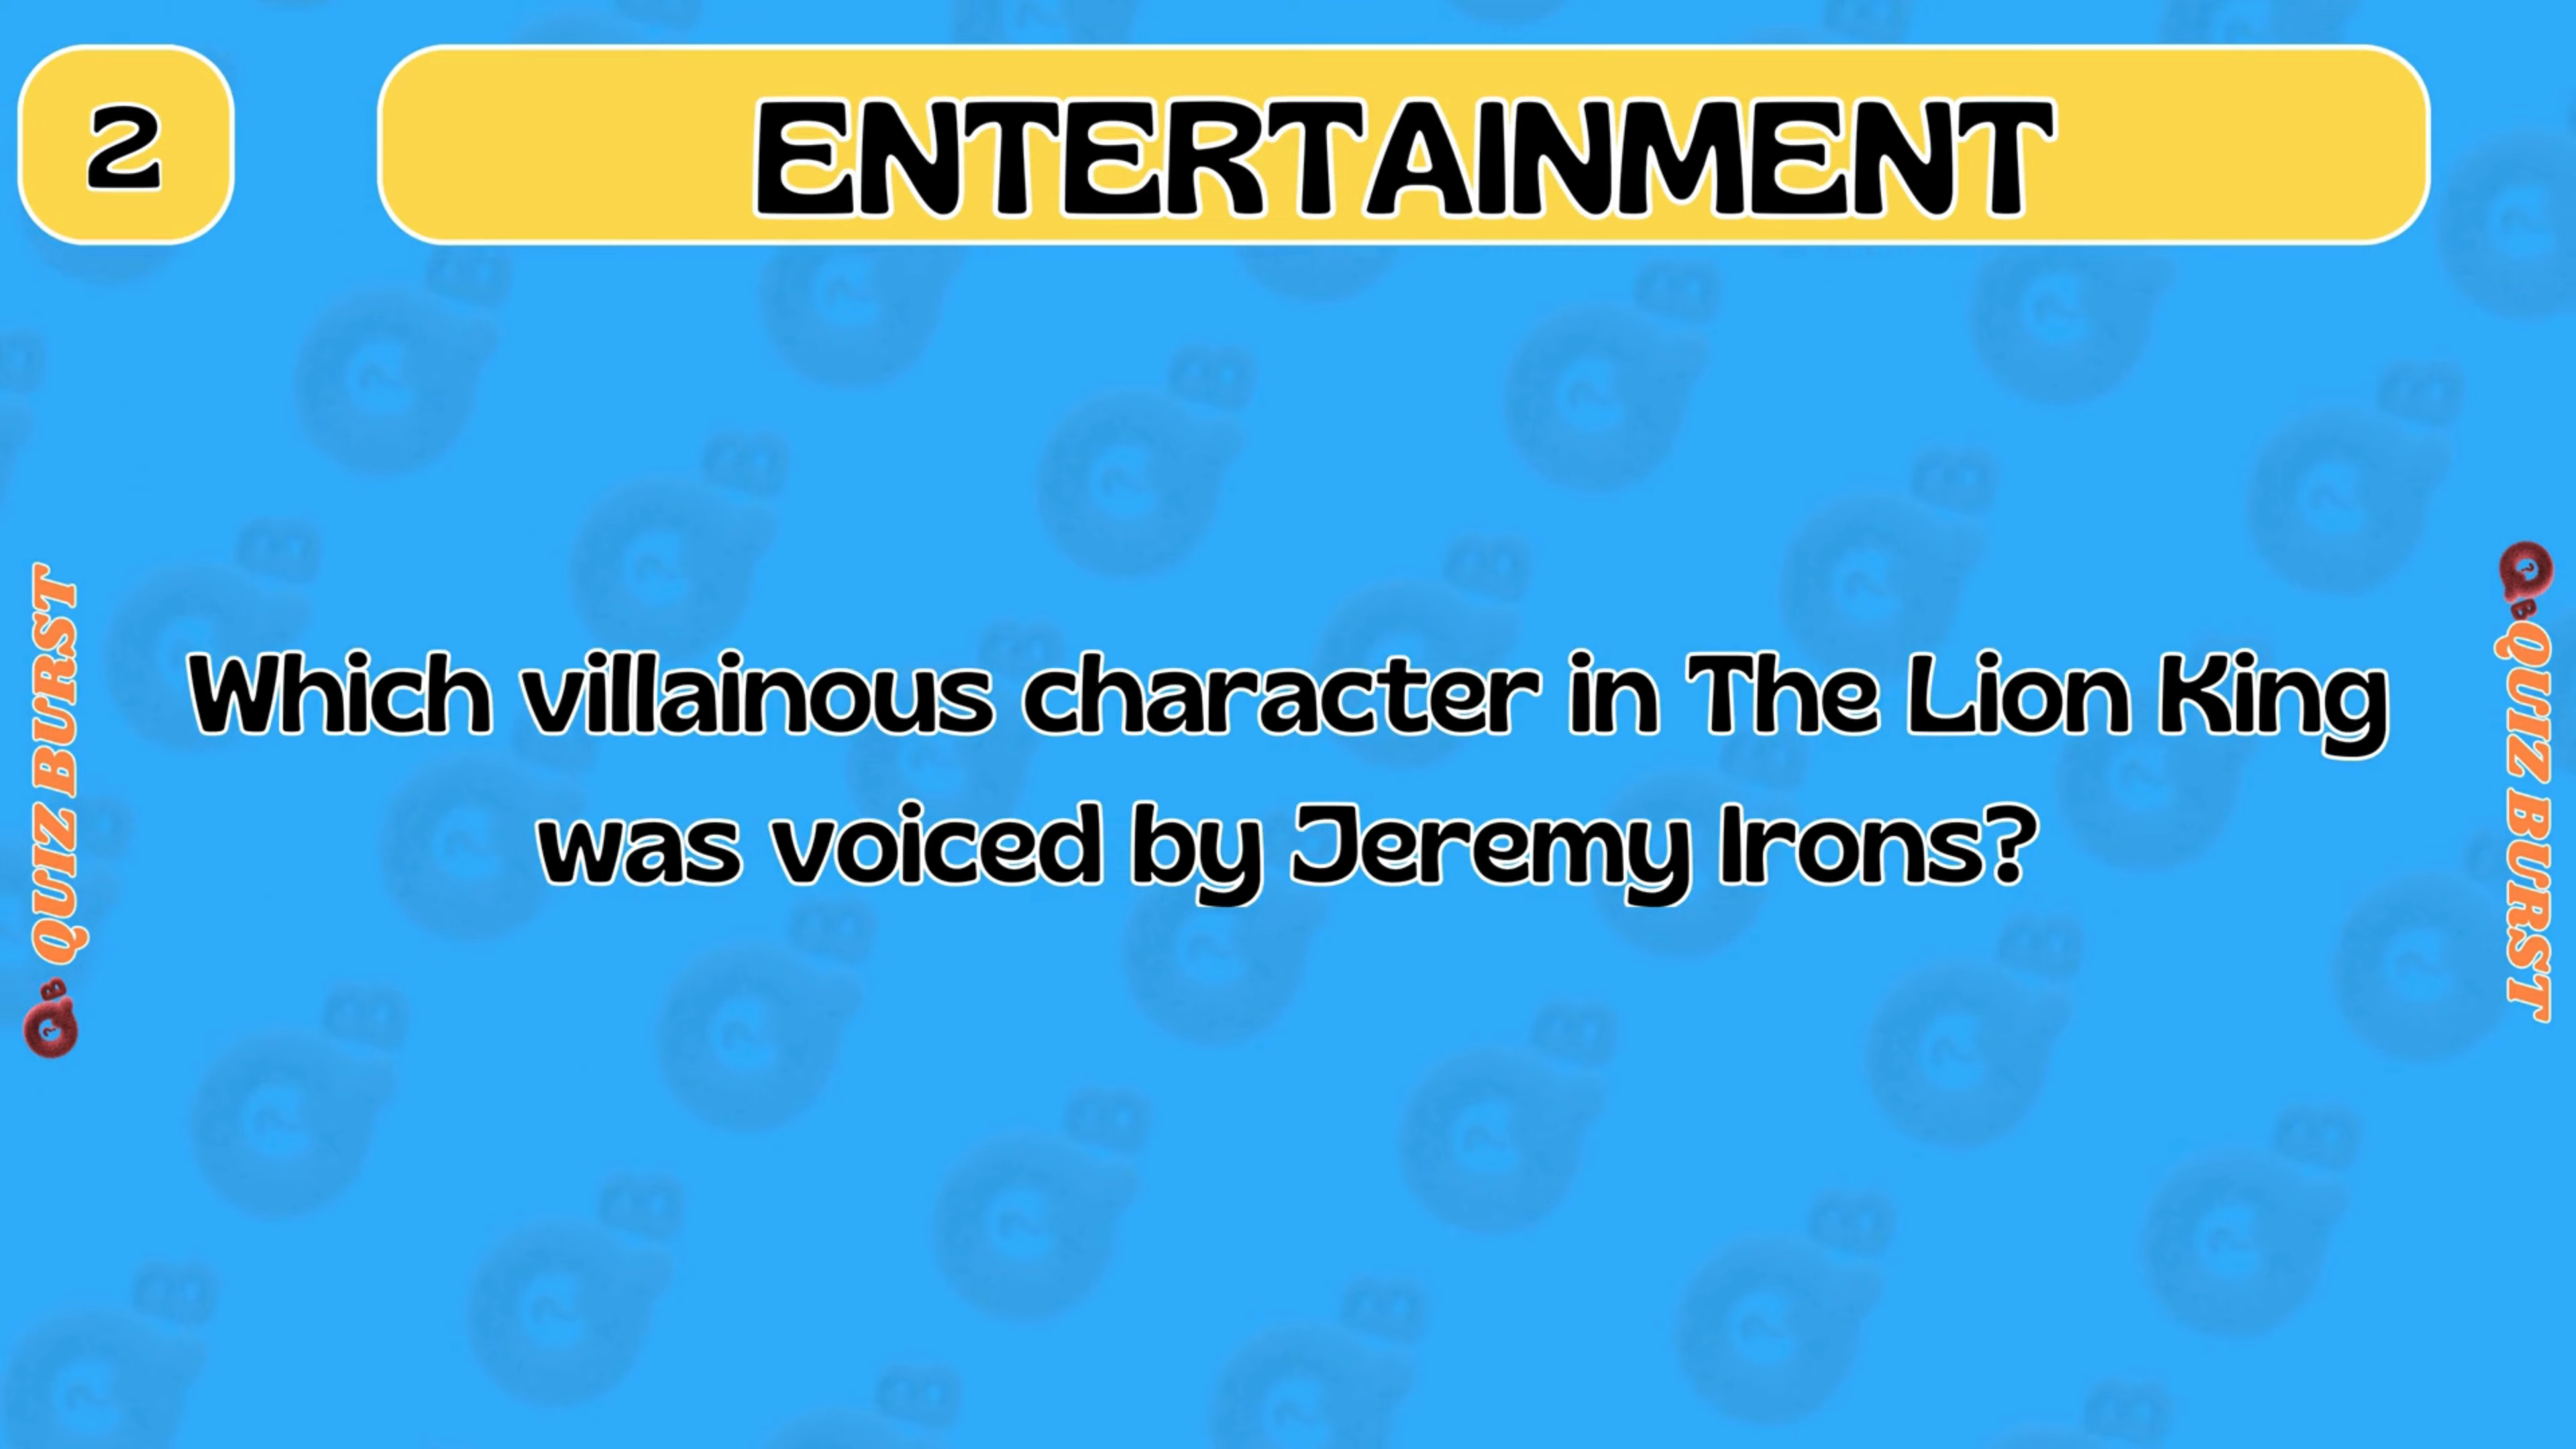 2
ENTERTAINMENT
Which villainous character in The Lion King
was voiced by Jeremy Irons?
QUIZ BURST
QUIZ BURST